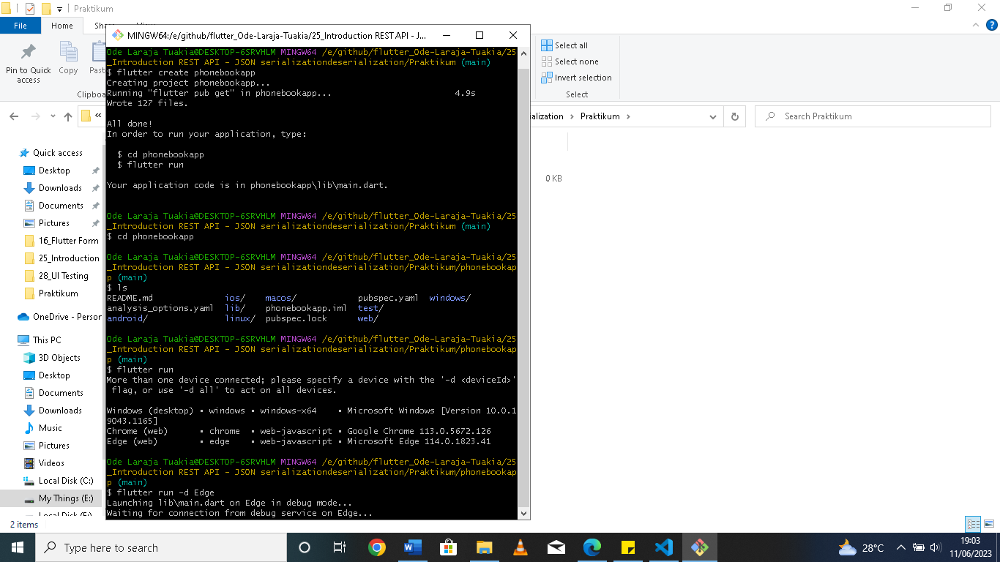 Praktikum
File
Home
View
MINGW64:/e/github/flutter_Ode-Laraja-Tuakia/25_Introduction REST API - J...
Pin to Quick access
Copy
Clipboa
Select all
Select none
Invert selection
Select
«
ialization > Praktikum >
Search Praktikum
Quick access
Desktop
Downloads
Documents
Pictures
16_Flutter Form
25_Introduction
28_UI Testing
Praktikum
OneDrive - Person
This PC
3D Objects
Desktop
Documents
Downloads
Music
Pictures
Videos
Local Disk (C:)
My Things (E:)
Local Disk (F:)
0 KB
Ode Laraja Tuakia@DESKTOP-6SRVHLM MINGW64 /e/github/flutter_Ode-Laraja-Tuakia/25
_Introduction REST API - JSON serializationdeserialization/Praktikum (main)
$ flutter create phonebookapp
Creating project phonebookapp...
Running "flutter pub get" in phonebookapp... 4.9s
Wrote 127 files.
All done!
In order to run your application, type:
$ cd phonebookapp
$ flutter run
Your application code is in phonebookapp\lib\main.dart.
Ode Laraja Tuakia@DESKTOP-6SRVHLM MINGW64 /e/github/flutter_Ode-Laraja-Tuakia/25
_Introduction REST API - JSON serializationdeserialization/Praktikum (main)
$ cd phonebookapp
Ode Laraja Tuakia@DESKTOP-6SRVHLM MINGW64 /e/github/flutter_Ode-Laraja-Tuakia/25
_Introduction REST API - JSON serializationdeserialization/Praktikum/phonebookap
p (main)
$ ls
README.md ios/ macos/ pubspec.yaml windows/
analysis_options.yaml lib/ phonebookapp.iml test/
android/ linux/ pubspec.lock web/
Ode Laraja Tuakia@DESKTOP-6SRVHLM MINGW64 /e/github/flutter_Ode-Laraja-Tuakia/25
_Introduction REST API - JSON serializationdeserialization/Praktikum/phonebookap
p (main)
$ flutter run
More than one device connected; please specify a device with the '-d <deviceId>'
flag, or use '-d all' to act on all devices.
Windows (desktop) • windows • windows-x64 • Microsoft Windows [Version 10.0.1
9043.1165]
Chrome (web) • chrome • web-javascript • Google Chrome 113.0.5672.126
Edge (web) • edge • web-javascript • Microsoft Edge 114.0.1823.41
Ode Laraja Tuakia@DESKTOP-6SRVHLM MINGW64 /e/github/flutter_Ode-Laraja-Tuakia/25
_Introduction REST API - JSON serializationdeserialization/Praktikum/phonebookap
p (main)
$ flutter run -d Edge
Launching lib\main.dart on Edge in debug mode...
Waiting for connection from debug service on Edge...
2 items
Type here to search
28°C
19:03
11/06/2023